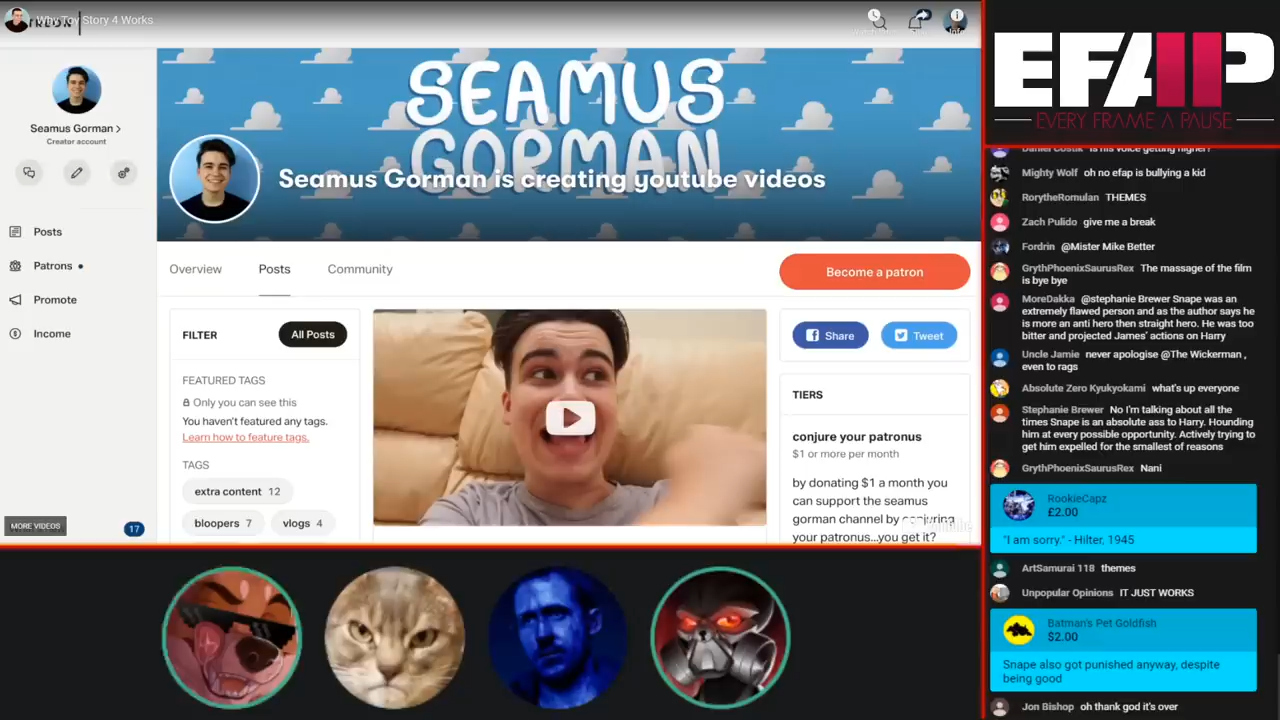 Why Toy Story 4 Works
SEAMUS
GORMAN
Seamus Gorman is creating youtube videos
Seamus Gorman
Creator account
Posts
Patrons
Promote
Income
MORE VIDEOS
17
Overview
Posts
Community
Become a patron
FILTER
All Posts
FEATURED TAGS
Only you can see this
You haven't featured any tags.
Learn how to feature tags.
TAGS
extra content 12
bloopers 7
vlogs 4
Share
Tweet
TIERS
conjure your patronus
$1 or more per month
by donating $1 a month you
can support the seamus
gorman channel by conjuring
your patronus...you get it?
EFAP
EVERY FRAME A PAUSE
Daniel Costik is his voice getting higher?
Mighty Wolf oh no efap is bullying a kid
RorytheRomulan THEMES
Zach Pulido give me a break
Fordrin @Mister Mike Better
GrythPhoenixSaurusRex The massage of the film
is bye bye
MoreDakka @stephanie Brewer Snape was an
extremely flawed person and as the author says he
is more an anti hero then straight hero. He was too
bitter and projected James' actions on Harry
Uncle Jamie never apologise @The Wickerman ,
even to rags
Absolute Zero Kyukyokami what's up everyone
Stephanie Brewer No I'm talking about all the
times Snape is an absolute ass to Harry. Hounding
him at every possible opportunity. Actively trying to
get him expelled for the smallest of reasons
GrythPhoenixSaurusRex Nani
RookieCapz
£2.00
"I am sorry." - Hilter, 1945
ArtSamurai 118 themes
Unpopular Opinions IT JUST WORKS
Batman's Pet Goldfish
$2.00
Snape also got punished anyway, despite
being good
Jon Bishop oh thank god it's over